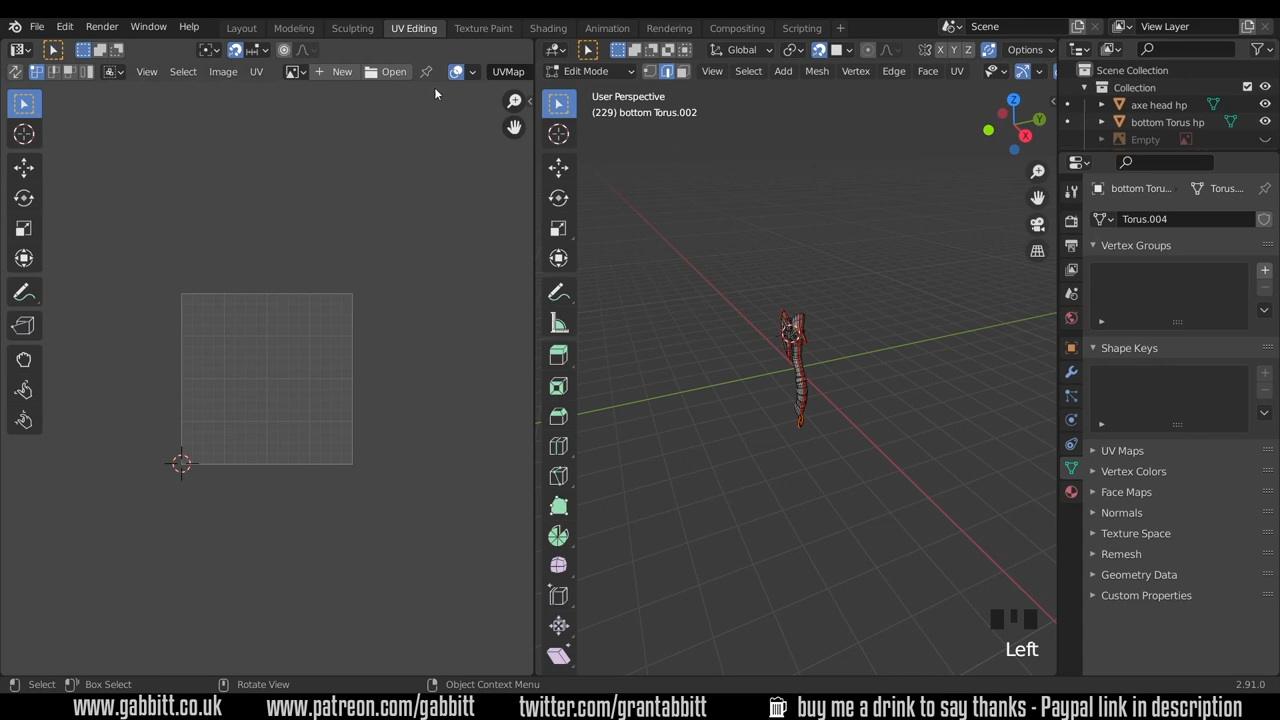 File Edit Render Window Help Layout Modeling Sculpting UV Editing Texture Paint Shading Animation Rendering Compositing Scripting + Scene View Layer
Global Options
View Select Image UV New Open UVMap Edit Mode View Select Add Mesh Vertex Edge Face UV
Scene Collection
Collection
axe head hp
bottom Torus hp
Empty
User Perspective
(229) bottom Torus.002
X Y Z
Z Y X
bottom Toru... Torus....
Torus.004
Vertex Groups
Shape Keys
UV Maps
Vertex Colors
Face Maps
Normals
Texture Space
Remesh
Geometry Data
Custom Properties
Left
Select Box Select Rotate View Object Context Menu 2.91.0
www.gabbitt.co.uk www.patreon.com/gabbitt twitter.com/grantabbitt buy me a drink to say thanks - Paypal link in description